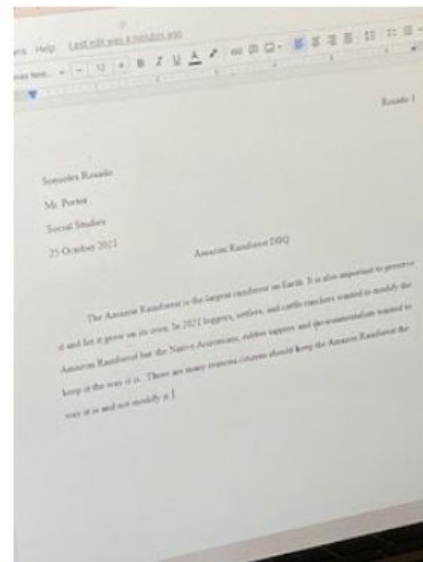 Help Last edit was 4 minutes ago
12 + B I U A
Rosado 1
Rosado
Mr. Porter
Social Studies
25 October 2021
Amazon Rainforest DBQ
The Amazon Rainforest is the largest rainforest on Earth. It is also important to preserve
it and let it grow on its own. In 2021 loggers, settlers, and cattle ranchers wanted to modify the
Amazon Rainforest but the Native Amazonians, rubber tappers and environmentalists wanted to
keep it the way it is. There are many reasons citizens should keep the Amazon Rainforest the
way it is and not modify it.